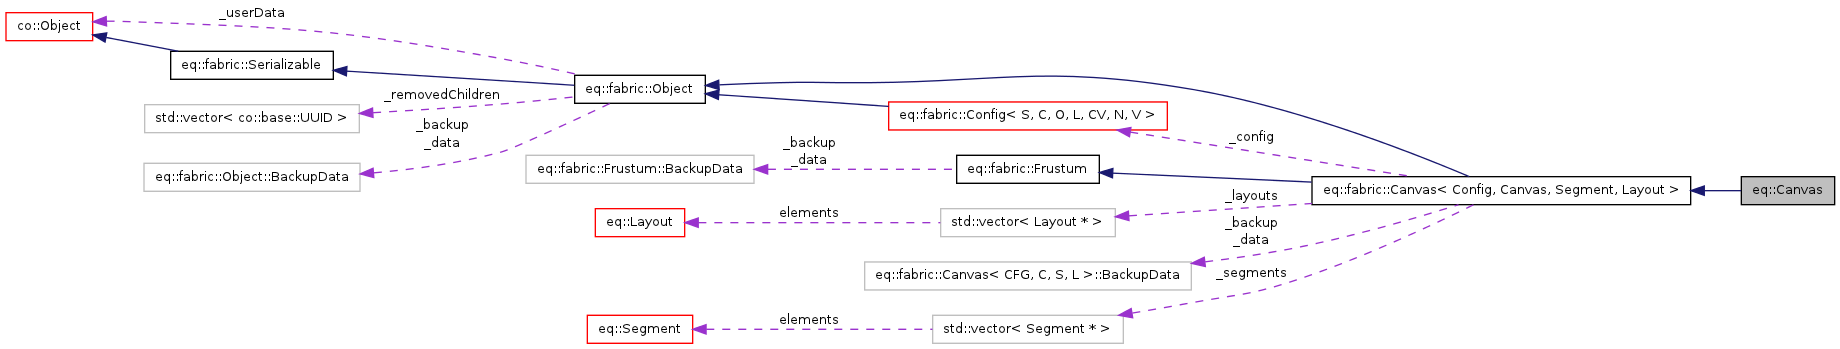 _userData
co::Object
eq::fabric::Serializable
eq::fabric::Object
_removedChildren
std::vector< co::base::UUID >
_backup
_data
eq::fabric::Object::BackupData
eq::fabric::Config< S, C, O, L, CV, N, V >
_config
_backup
_data
eq::fabric::Frustum::BackupData
eq::fabric::Frustum
eq::fabric::Canvas< Config, Canvas, Segment, Layout >
eq::Canvas
_layouts
elements
eq::Layout
std::vector< Layout * >
_backup
_data
eq::fabric::Canvas< CFG, C, S, L >::BackupData
_segments
elements
eq::Segment
std::vector< Segment * >